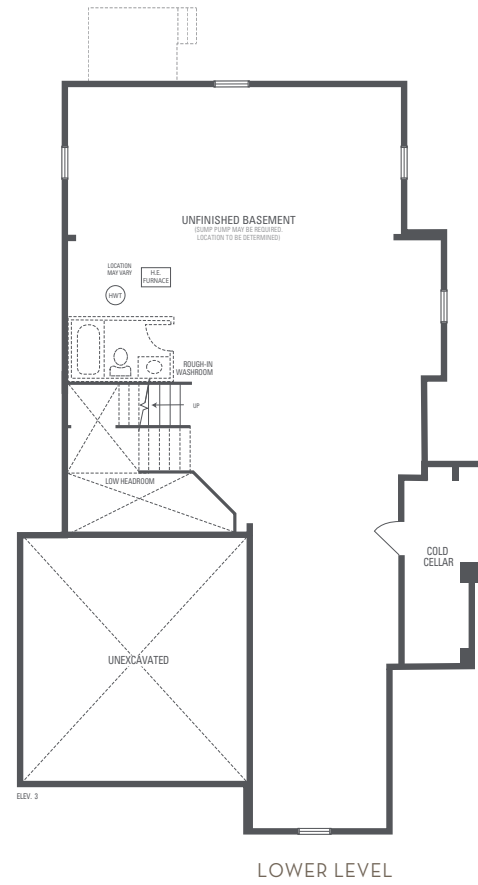 UNFINISHED BASEMENT
(SUMP PUMP MAY BE REQUIRED.
LOCATION TO BE DETERMINED)
LOCATION
MAY VARY
H.E.
FURNACE
HWT
ROUGH-IN
WASHROOM
UP
LOW HEADROOM
COLD
CELLAR
UNEXCAVATED
ELEV. 3
LOWER LEVEL